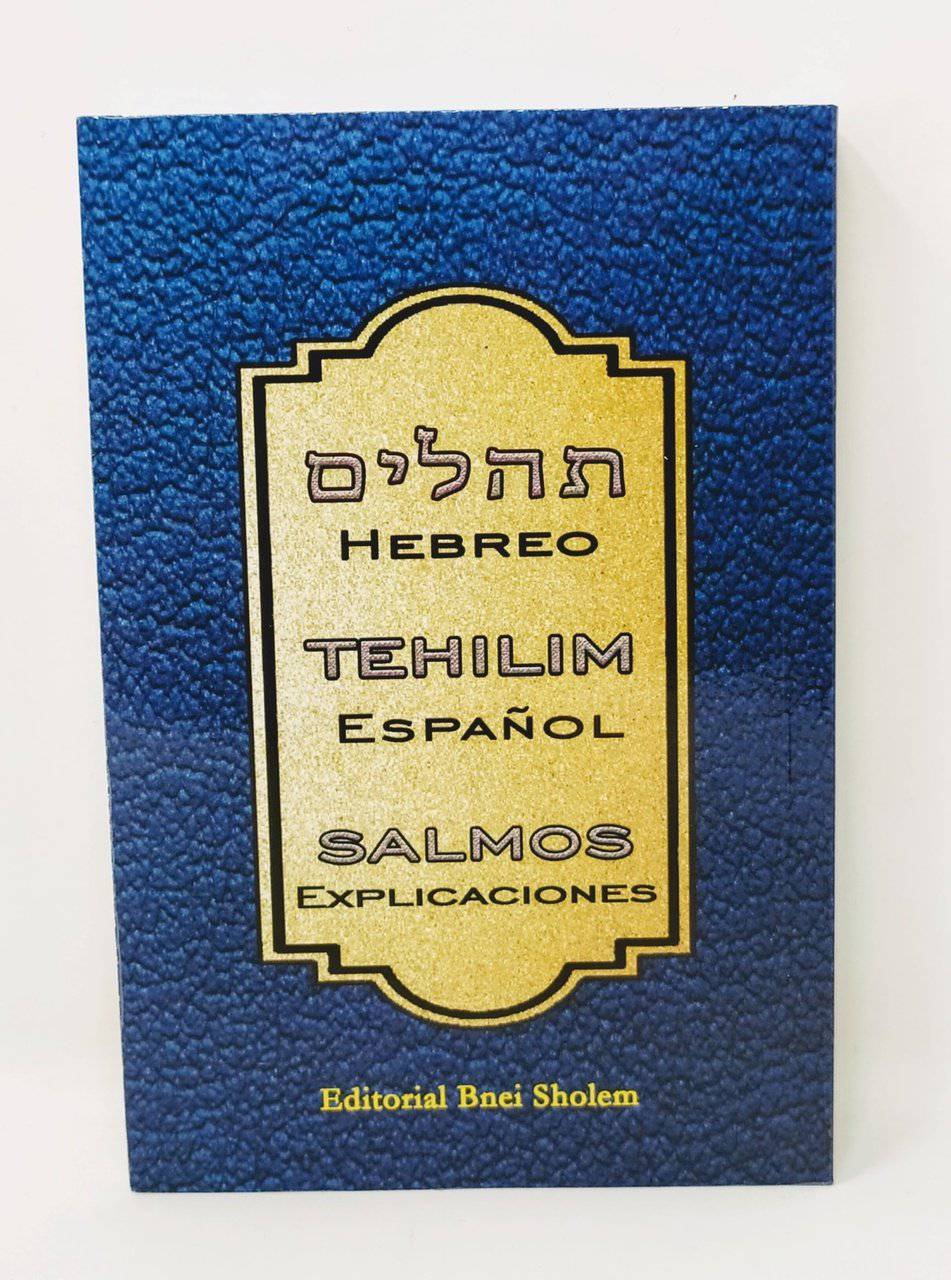 תהלים
HEBREO
TEHILIM
ESPAÑOL
SALMOS
EXPLICACIONES
Editorial Bnei Sholem